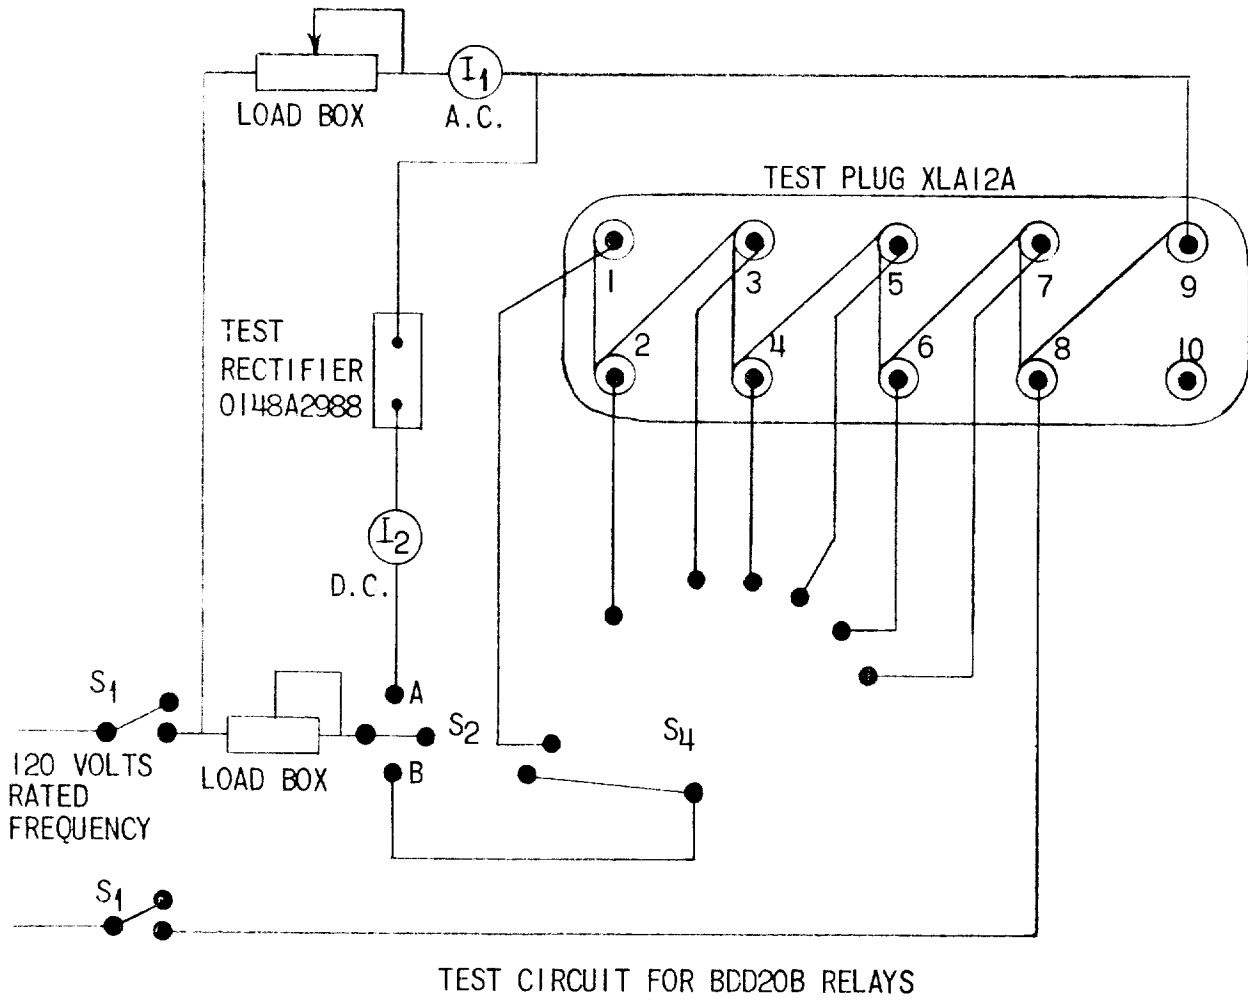 I1
LOAD BOX
A.C.
TEST PLUG XLA12A
1
3
5
7
9
2
4
6
8
10
TEST
RECTIFIER
0148A2988
I2
D.C.
S1
A
S2
S4
B
120 VOLTS
RATED
FREQUENCY
LOAD BOX
S1
TEST CIRCUIT FOR BDD20B RELAYS